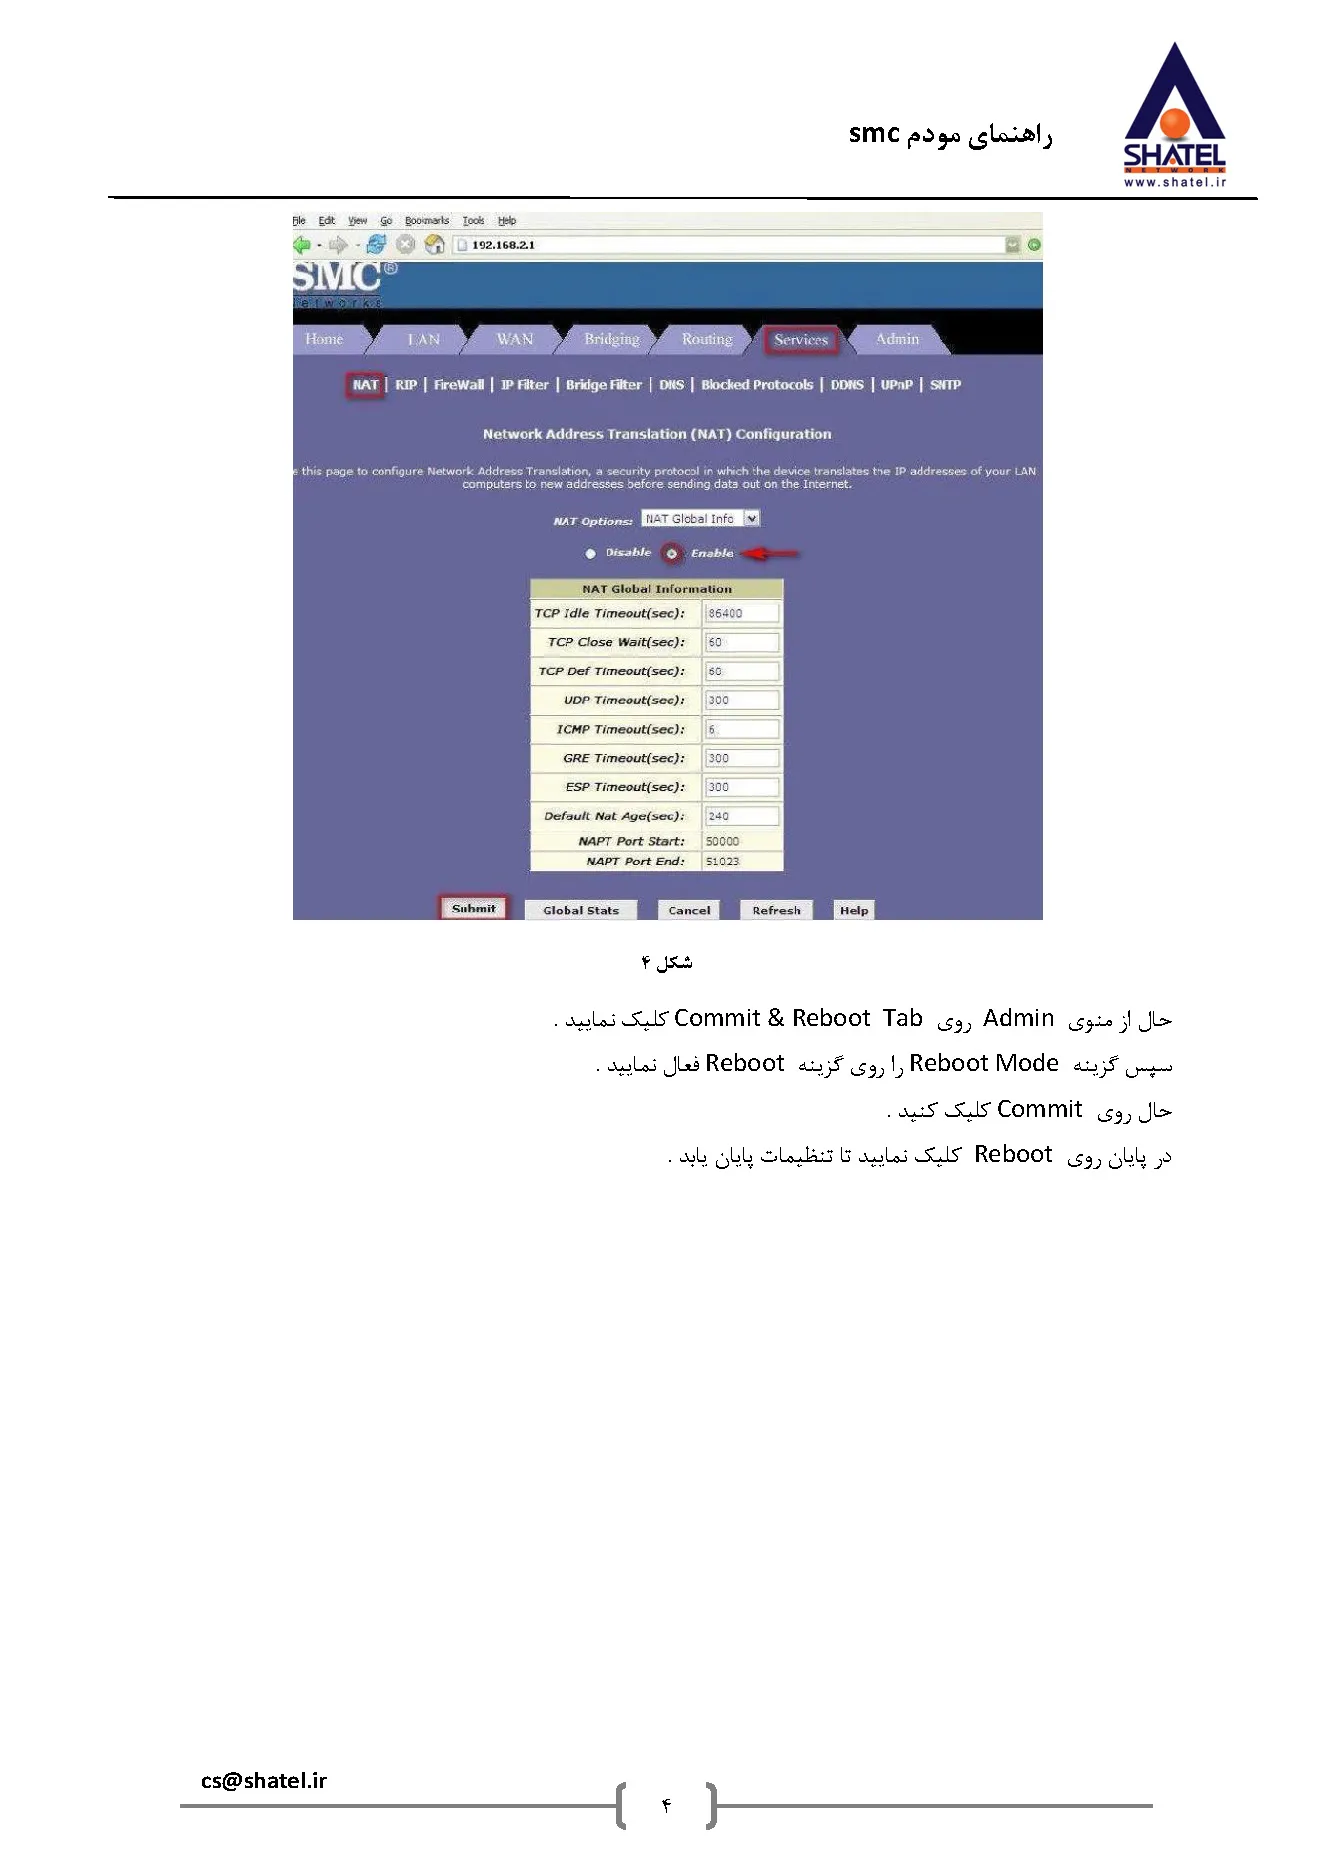 راهنمای مودم smc
SHATEL
NETWORK
www.shatel.ir
File Edit View Go Bookmarks Tools Help
192.168.2.1
SMC®
Networks
Home LAN WAN Bridging Routing Services Admin
NAT | RIP | FireWall | IP Filter | Bridge Filter | DNS | Blocked Protocols | DDNS | UPnP | SNTP
Network Address Translation (NAT) Configuration
e this page to configure Network Address Translation, a security protocol in which the device translates the IP addresses of your LAN
computers to new addresses before sending data out on the Internet.
NAT Options: NAT Global Info
Disable Enable
NAT Global Information
TCP Idle Timeout(sec): 86400
TCP Close Wait(sec): 60
TCP Def Timeout(sec): 60
UDP Timeout(sec): 300
ICMP Timeout(sec): 6
GRE Timeout(sec): 300
ESP Timeout(sec): 300
Default Nat Age(sec): 240
NAPT Port Start: 50000
NAPT Port End: 51023
Submit Global Stats Cancel Refresh Help
شکل ۴
حال از منوی Admin روی Commit & Reboot Tab کلیک نمایید .
سپس گزینه Reboot Mode را روی گزینه Reboot فعال نمایید .
حال روی Commit کلیک کنید .
در پایان روی Reboot کلیک نمایید تا تنظیمات پایان یابد .
cs@shatel.ir
۴